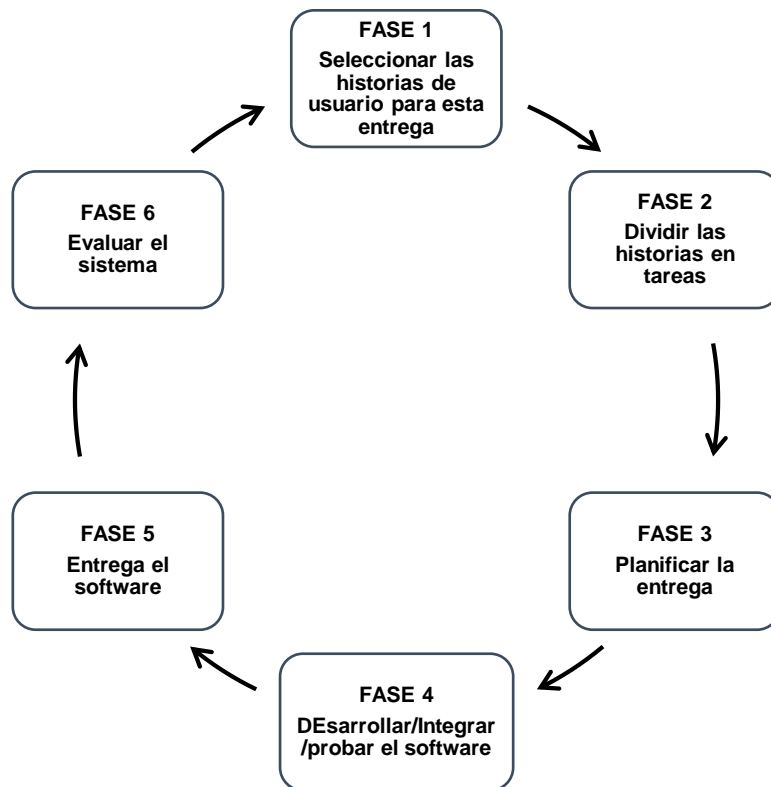 FASE 1
Seleccionar las
historias de
usuario para esta
entrega
FASE 2
Dividir las
historias en
tareas
FASE 3
Planificar la
entrega
FASE 4
DEsarrollar/Integrar
/probar el software
FASE 5
Entrega el
software
FASE 6
Evaluar el
sistema